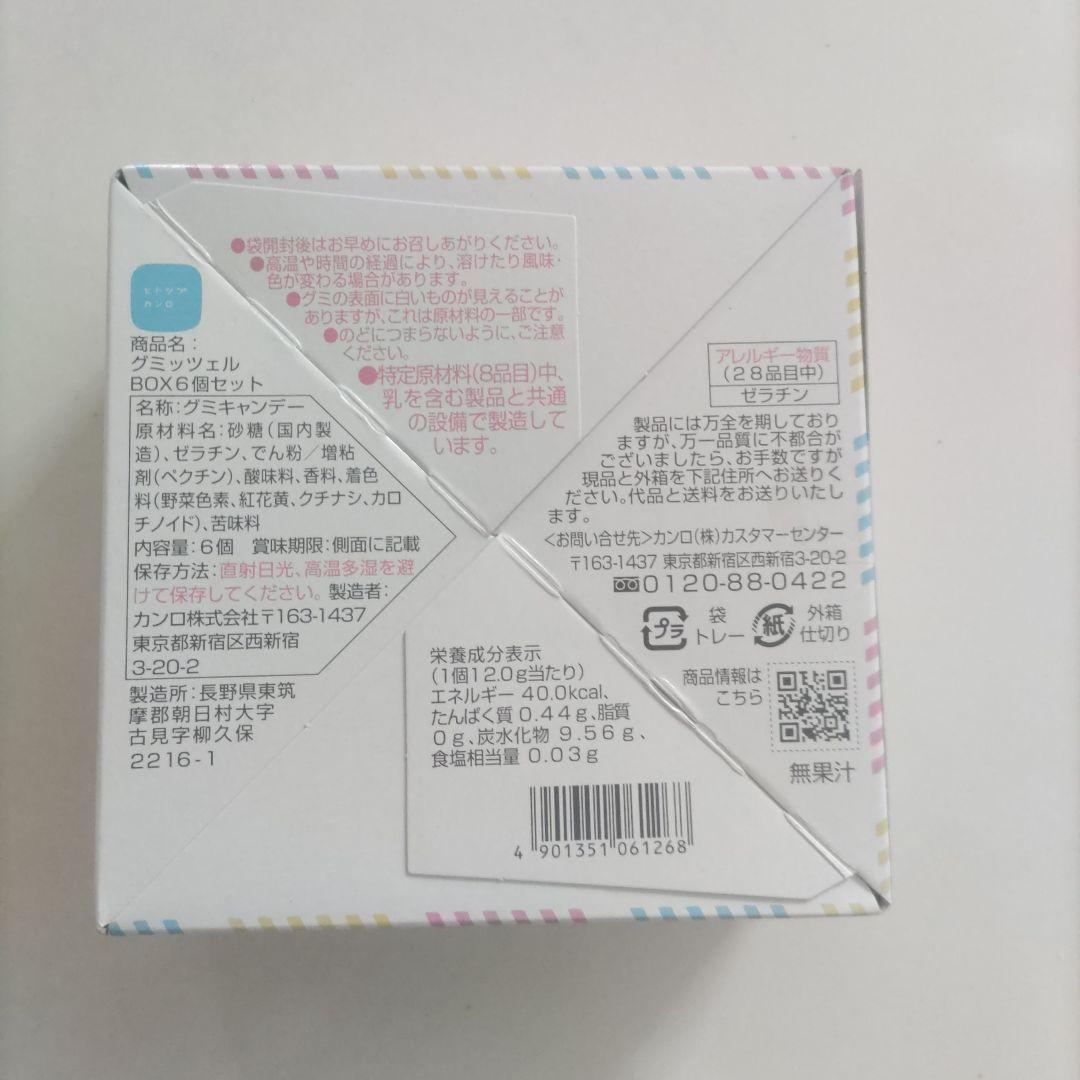 ヒトツブ
カンロ
商品名：
グミッツェル
BOX6個セット
名称：グミキャンデー
原材料名：砂糖（国内製
造）、ゼラチン、でん粉／増粘
剤（ペクチン）、酸味料、香料、着色
料（野菜色素、紅花黄、クチナシ、カロ
チノイド）、苦味料
内容量：6個　賞味期限：側面に記載
保存方法：直射日光、高温多湿を避
けて保存してください。製造者：
カンロ株式会社〒163-1437
東京都新宿区西新宿
3-20-2
製造所：長野県東筑
摩郡朝日村大字
古見字柳久保
2216-1
●袋開封後はお早めにお召しあがりください。
●高温や時間の経過により、溶けたり風味・
色が変わる場合があります。
●グミの表面に白いものが見えることが
ありますが、これは原材料の一部です。
●のどにつまらないように、ご注意
ください。
●特定原材料（8品目）中、
乳を含む製品と共通
の設備で製造して
います。
アレルギー物質
（28品目中）
ゼラチン
製品には万全を期しており
ますが、万一品質に不都合が
ございましたら、お手数ですが
現品と外箱を下記住所へお送りく
ださい。代品と送料をお送りいたし
ます。
＜お問い合せ先＞カンロ（株）カスタマーセンター
〒163-1437 東京都新宿区西新宿3-20-2
0120-88-0422
プラ
袋
トレー
紙
外箱
仕切り
商品情報は
こちら
無果汁
栄養成分表示
（1個12.0g当たり）
エネルギー 40.0kcal、
たんぱく質 0.44g、脂質
0g、炭水化物 9.56g、
食塩相当量 0.03g
4 901351 061268